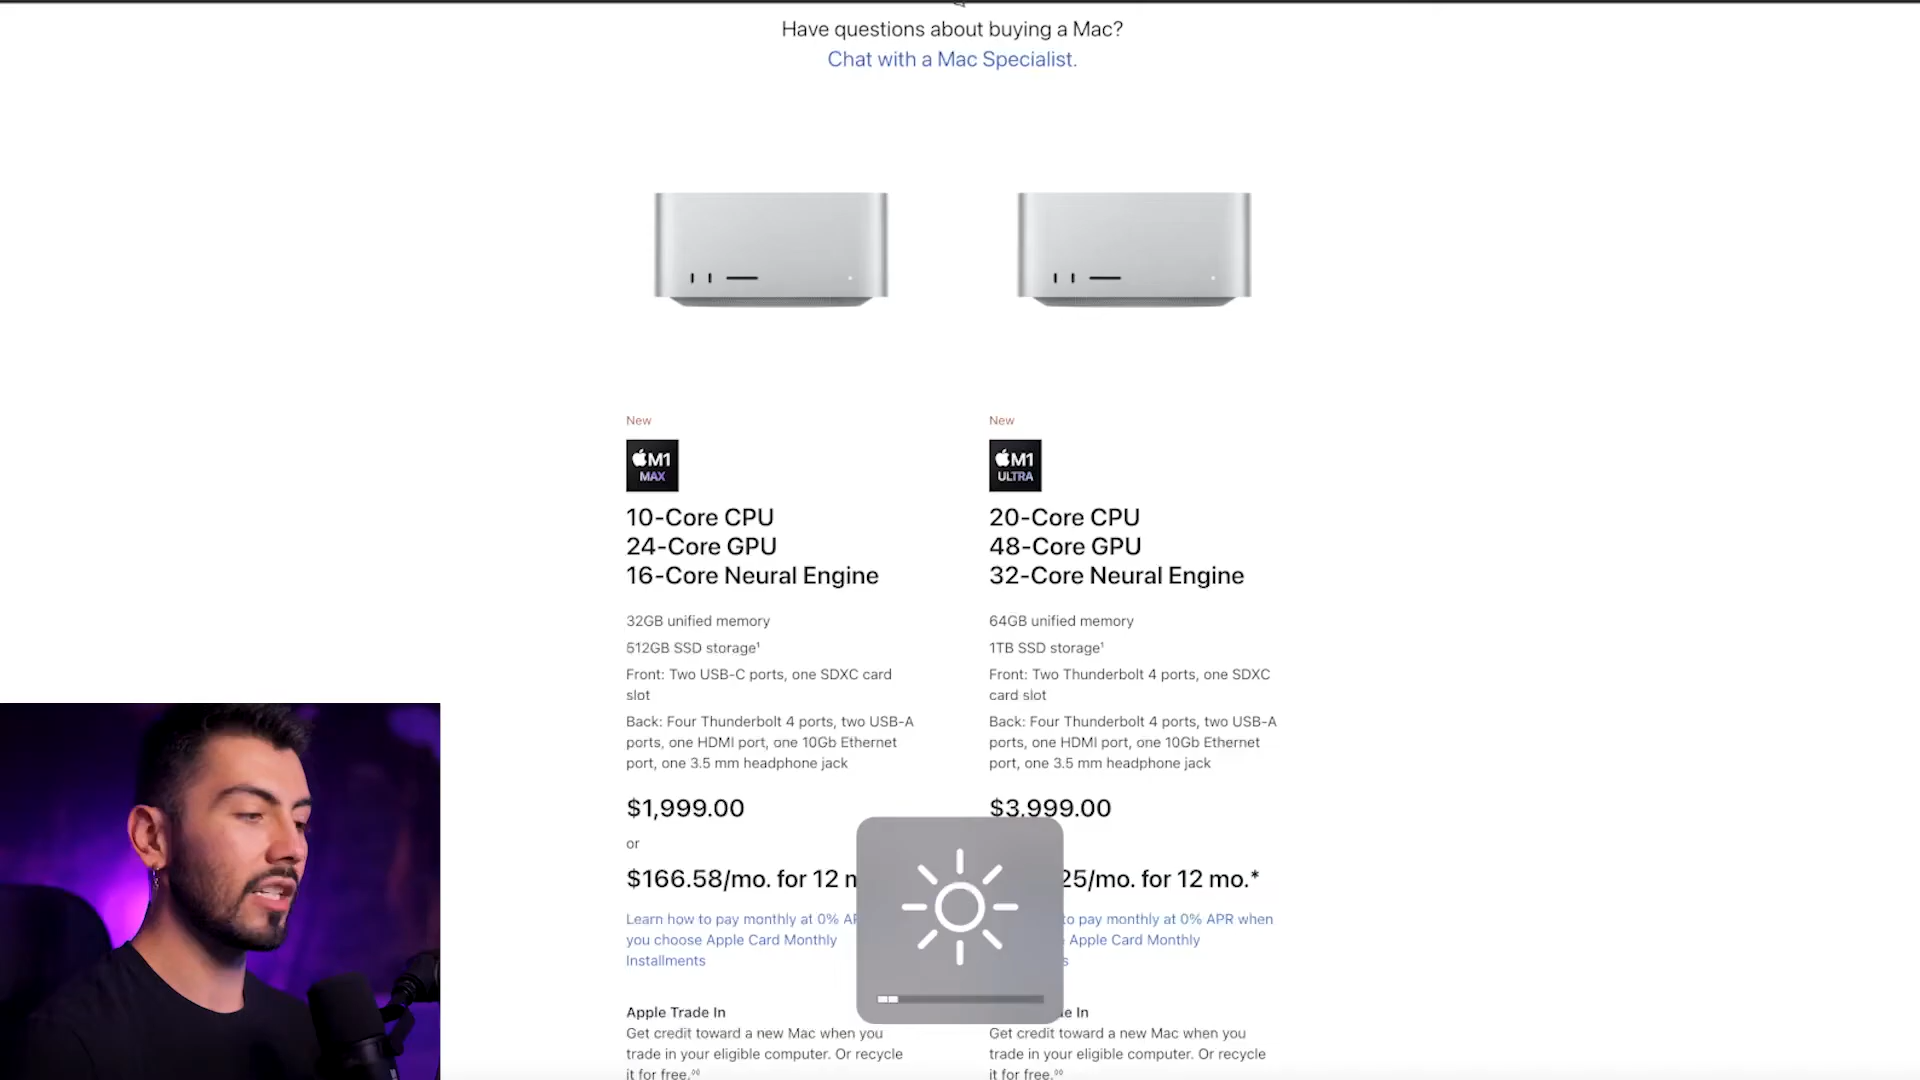 Have questions about buying a Mac?
Chat with a Mac Specialist.
New
M1
MAX
10-Core CPU
24-Core GPU
16-Core Neural Engine
32GB unified memory
512GB SSD storage¹
Front: Two USB-C ports, one SDXC card
slot
Back: Four Thunderbolt 4 ports, two USB-A
ports, one HDMI port, one 10Gb Ethernet
port, one 3.5 mm headphone jack
$1,999.00
or
$166.58/mo. for 12 m
Learn how to pay monthly at 0% AP
you choose Apple Card Monthly
Installments
Apple Trade In
Get credit toward a new Mac when you
trade in your eligible computer. Or recycle
it for free.◊◊
New
M1
ULTRA
20-Core CPU
48-Core GPU
32-Core Neural Engine
64GB unified memory
1TB SSD storage¹
Front: Two Thunderbolt 4 ports, one SDXC
card slot
Back: Four Thunderbolt 4 ports, two USB-A
ports, one HDMI port, one 10Gb Ethernet
port, one 3.5 mm headphone jack
$3,999.00
25/mo. for 12 mo.*
to pay monthly at 0% APR when
Apple Card Monthly
s
e In
Get credit toward a new Mac when you
trade in your eligible computer. Or recycle
it for free.◊◊